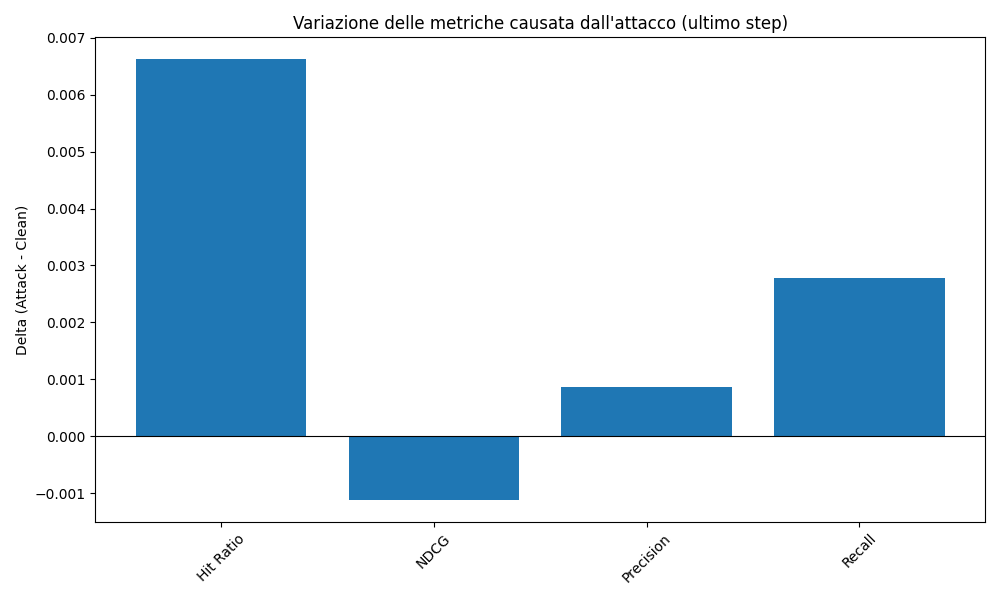 Variazione delle metriche causata dall'attacco (ultimo step)
Delta (Attack - Clean)
0.007
0.006
0.005
0.004
0.003
0.002
0.001
0.000
−0.001
Hit Ratio
NDCG
Precision
Recall